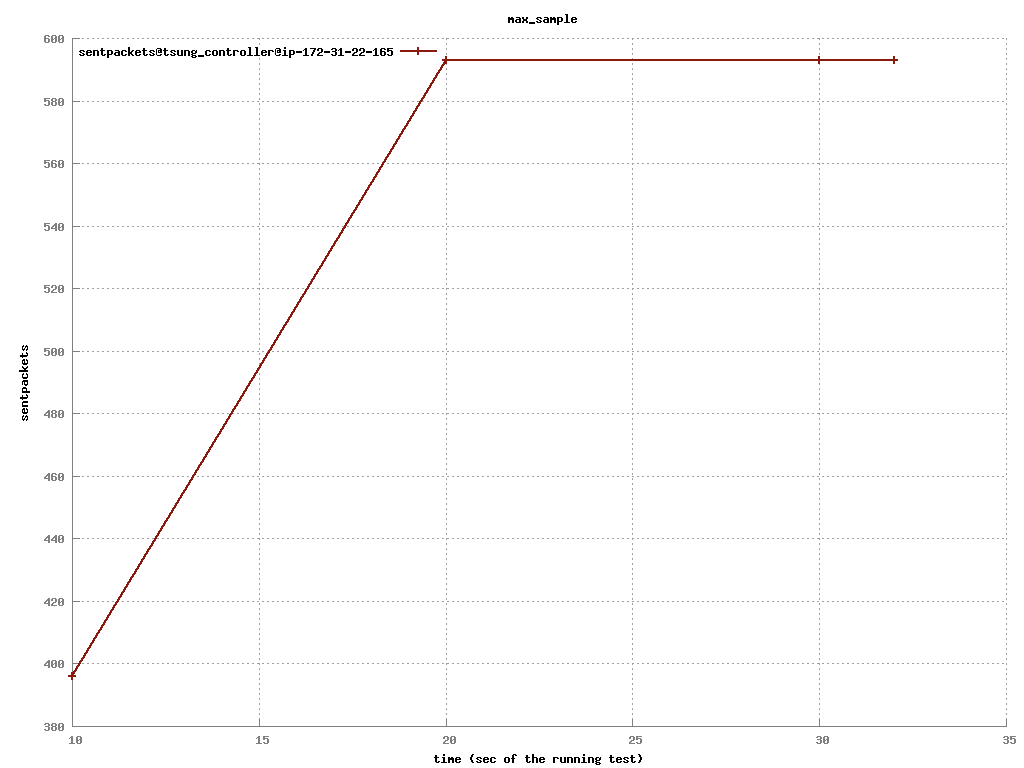 max_sample
600
sentpackets@tsung_controller@ip-172-31-22-165
580
560
540
520
500
480
460
440
420
400
380
sentpackets
10 15 20 25 30 35
time (sec of the running test)